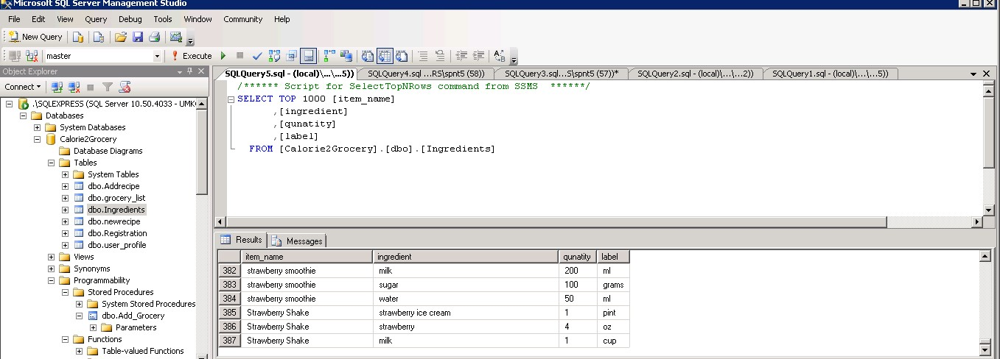 Microsoft SQL Server Management Studio
File Edit View Query Debug Tools Window Community Help
New Query
master Execute
Object Explorer
Connect
.\SQLEXPRESS (SQL Server 10.50.4033 - UMK
Databases
System Databases
Calorie2Grocery
Database Diagrams
Tables
System Tables
dbo.Addrecipe
dbo.grocery_list
dbo.Ingredients
dbo.newrecipe
dbo.Registration
dbo.user_profile
Views
Synonyms
Programmability
Stored Procedures
System Stored Procedures
dbo.Add_Grocery
Parameters
Functions
Table-valued Functions
SQLQuery5.sql - (local)\...\...5)) SQLQuery4.sql ...RS\spnt5 (58)) SQLQuery3.sql...S\spnt5 (57))* SQLQuery2.sql - (local)\...\...2)) SQLQuery1.sql - (local)\...\...5))
/****** Script for SelectTopNRows command from SSMS ******/
SELECT TOP 1000 [item_name]
,[ingredient]
,[qunatity]
,[label]
FROM [Calorie2Grocery].[dbo].[Ingredients]
Results Messages
item_name ingredient qunatity label
382 strawberry smoothie milk 200 ml
383 strawberry smoothie sugar 100 grams
384 strawberry smoothie water 50 ml
385 Strawberry Shake strawberry ice cream 1 pint
386 Strawberry Shake strawberry 4 oz
387 Strawberry Shake milk 1 cup